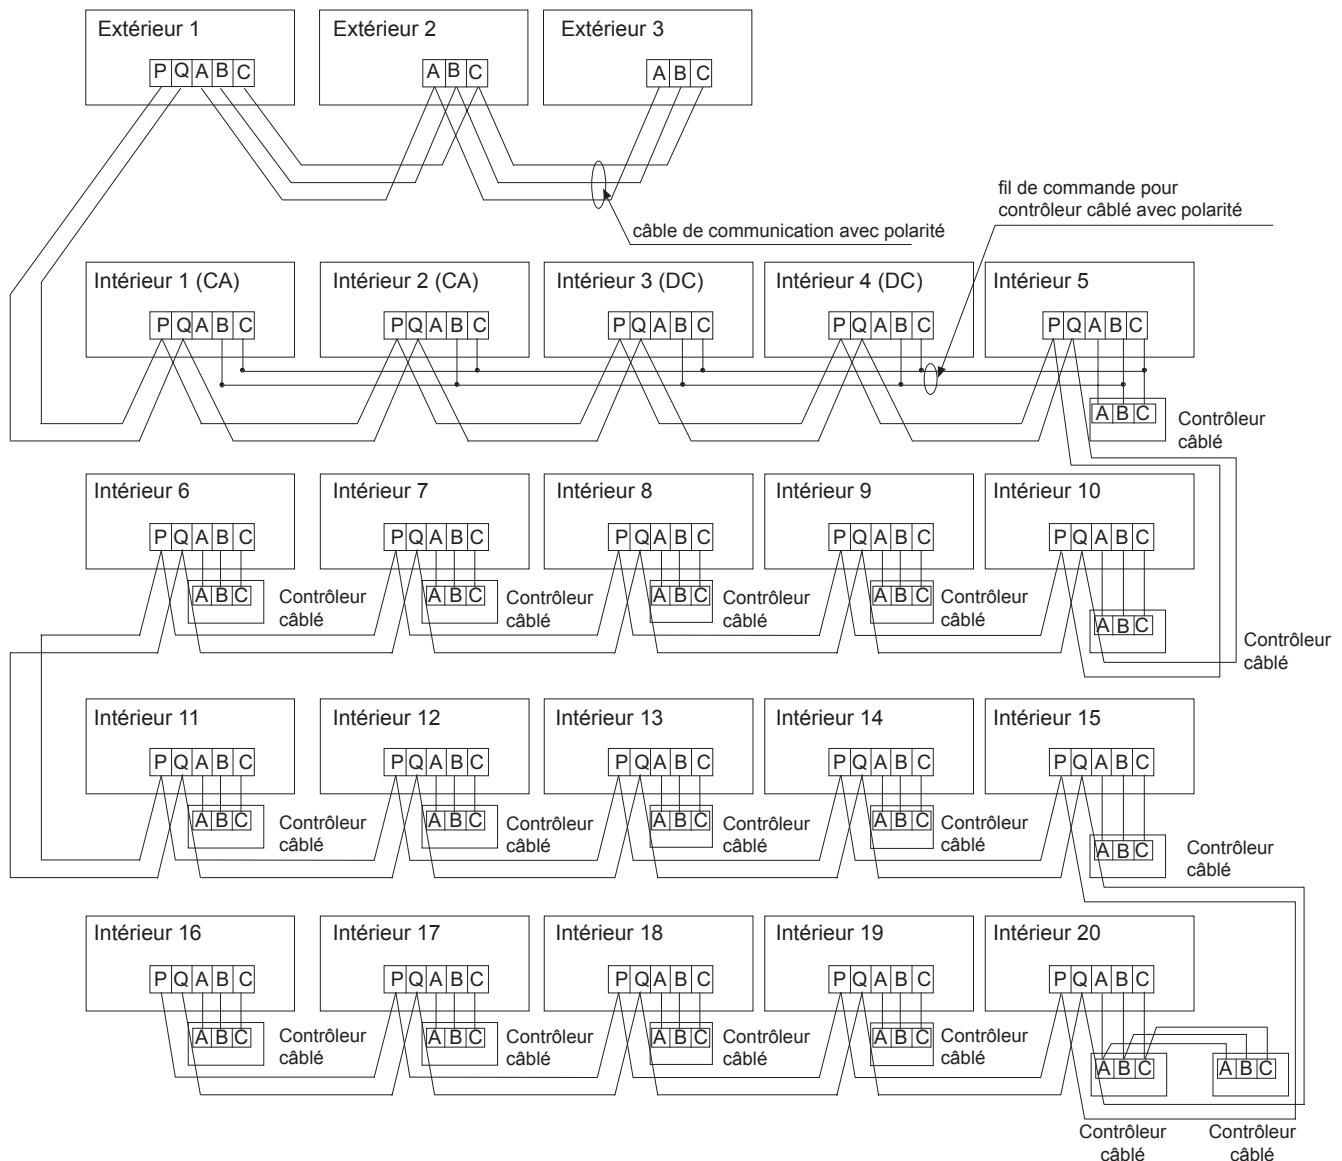 Extérieur 1
Extérieur 2
Extérieur 3
P Q A B C
A B C
A B C
fil de commande pour
contrôleur câblé avec polarité
câble de communication avec polarité
Intérieur 1 (CA)
Intérieur 2 (CA)
Intérieur 3 (DC)
Intérieur 4 (DC)
Intérieur 5
P Q A B C
P Q A B C
P Q A B C
P Q A B C
P Q A B C
A B C
Contrôleur
câblé
Intérieur 6
Intérieur 7
Intérieur 8
Intérieur 9
Intérieur 10
P Q A B C
P Q A B C
P Q A B C
P Q A B C
P Q A B C
A B C
Contrôleur
câblé
A B C
Contrôleur
câblé
A B C
Contrôleur
câblé
A B C
Contrôleur
câblé
A B C
Contrôleur
câblé
Intérieur 11
Intérieur 12
Intérieur 13
Intérieur 14
Intérieur 15
P Q A B C
P Q A B C
P Q A B C
P Q A B C
P Q A B C
A B C
Contrôleur
câblé
A B C
Contrôleur
câblé
A B C
Contrôleur
câblé
A B C
Contrôleur
câblé
A B C
Contrôleur
câblé
Intérieur 16
Intérieur 17
Intérieur 18
Intérieur 19
Intérieur 20
P Q A B C
P Q A B C
P Q A B C
P Q A B C
P Q A B C
A B C
Contrôleur
câblé
A B C
Contrôleur
câblé
A B C
Contrôleur
câblé
A B C
Contrôleur
câblé
A B C
A B C
Contrôleur
câblé
Contrôleur
câblé